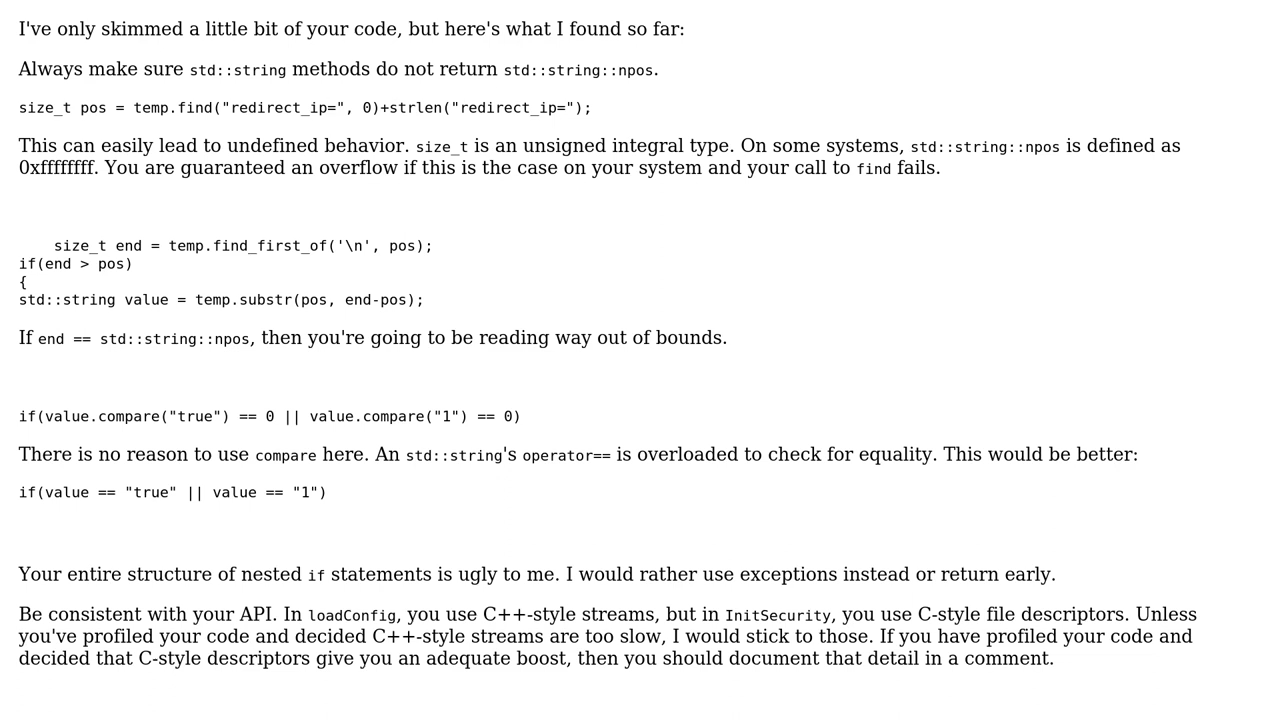 I've only skimmed a little bit of your code, but here's what I found so far:
Always make sure std::string methods do not return std::string::npos.
size_t pos = temp.find("redirect_ip=", 0)+strlen("redirect_ip=");
This can easily lead to undefined behavior. size_t is an unsigned integral type. On some systems, std::string::npos is defined as
0xffffffff. You are guaranteed an overflow if this is the case on your system and your call to find fails.
    size_t end = temp.find_first_of('\n', pos);
if(end > pos)
{
std::string value = temp.substr(pos, end-pos);
If end == std::string::npos, then you're going to be reading way out of bounds.
if(value.compare("true") == 0 || value.compare("1") == 0)
There is no reason to use compare here. An std::string's operator== is overloaded to check for equality. This would be better:
if(value == "true" || value == "1")
Your entire structure of nested if statements is ugly to me. I would rather use exceptions instead or return early.
Be consistent with your API. In loadConfig, you use C++-style streams, but in InitSecurity, you use C-style file descriptors. Unless
you've profiled your code and decided C++-style streams are too slow, I would stick to those. If you have profiled your code and
decided that C-style descriptors give you an adequate boost, then you should document that detail in a comment.